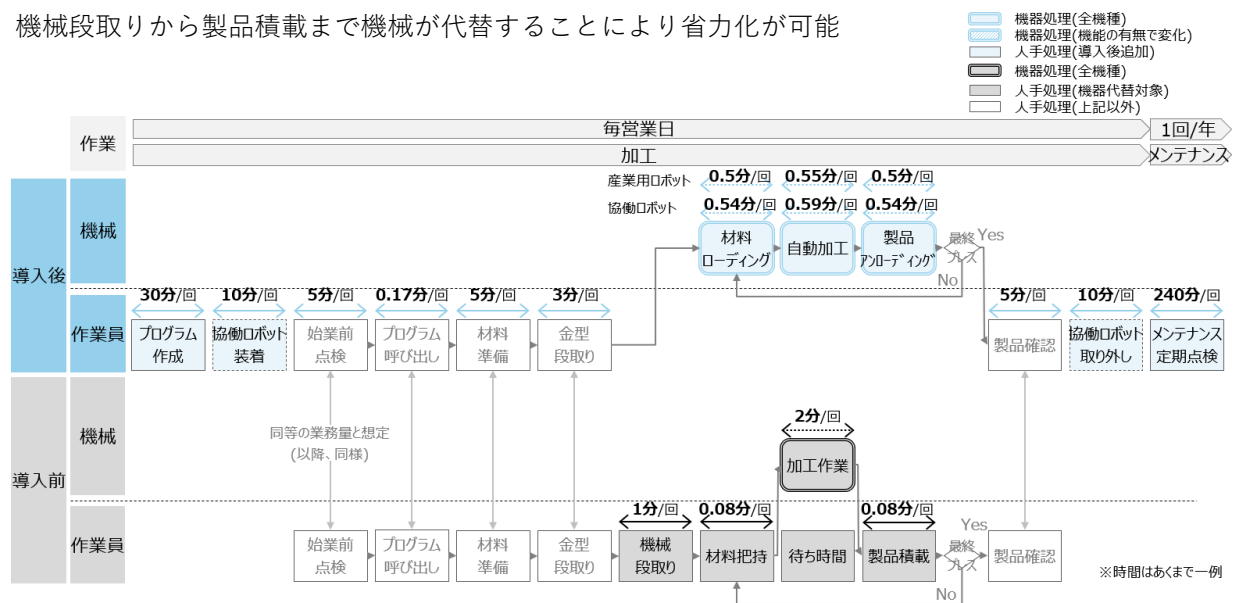 機械段取りから製品積載まで機械が代替することにより省力化が可能
機器処理(全機種)
機器処理(機能の有無で変化)
人手処理(導入後追加)
機器処理(全機種)
人手処理(機器代替対象)
人手処理(上記以外)
作業
毎営業日
1回/年
加工
メンテナンス
導入後
機械
産業用ロボット
0.5分/回
0.55分/回
0.5分/回
協働ロボット
0.54分/回
0.59分/回
0.54分/回
材料
ローディング
自動加工
製品
アンローディング
最終
プレス
Yes
No
作業員
30分/回
10分/回
5分/回
0.17分/回
5分/回
3分/回
5分/回
10分/回
240分/回
プログラム
作成
協働ロボット
装着
始業前
点検
プログラム
呼び出し
材料
準備
金型
段取り
製品確認
協働ロボット
取り外し
メンテナンス
定期点検
導入前
機械
同等の業務量と想定
(以降、同様)
2分/回
加工作業
作業員
1分/回
0.08分/回
0.08分/回
始業前
点検
プログラム
呼び出し
材料
準備
金型
段取り
機械
段取り
材料把持
待ち時間
製品積載
最終
プレス
Yes
No
製品確認
※時間はあくまで一例